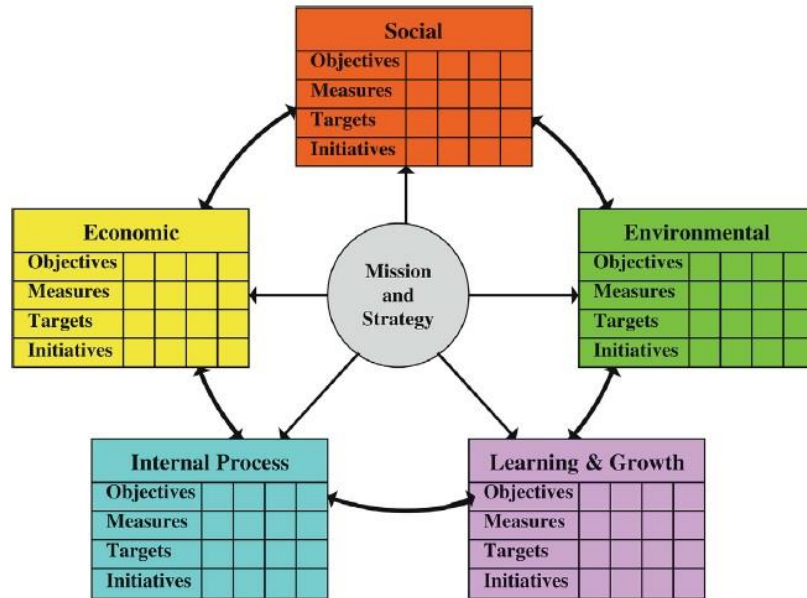 Social
Objectives
Measures
Targets
Initiatives
Economic
Objectives
Measures
Targets
Initiatives
Mission
and
Strategy
Environmental
Objectives
Measures
Targets
Initiatives
Internal Process
Objectives
Measures
Targets
Initiatives
Learning & Growth
Objectives
Measures
Targets
Initiatives